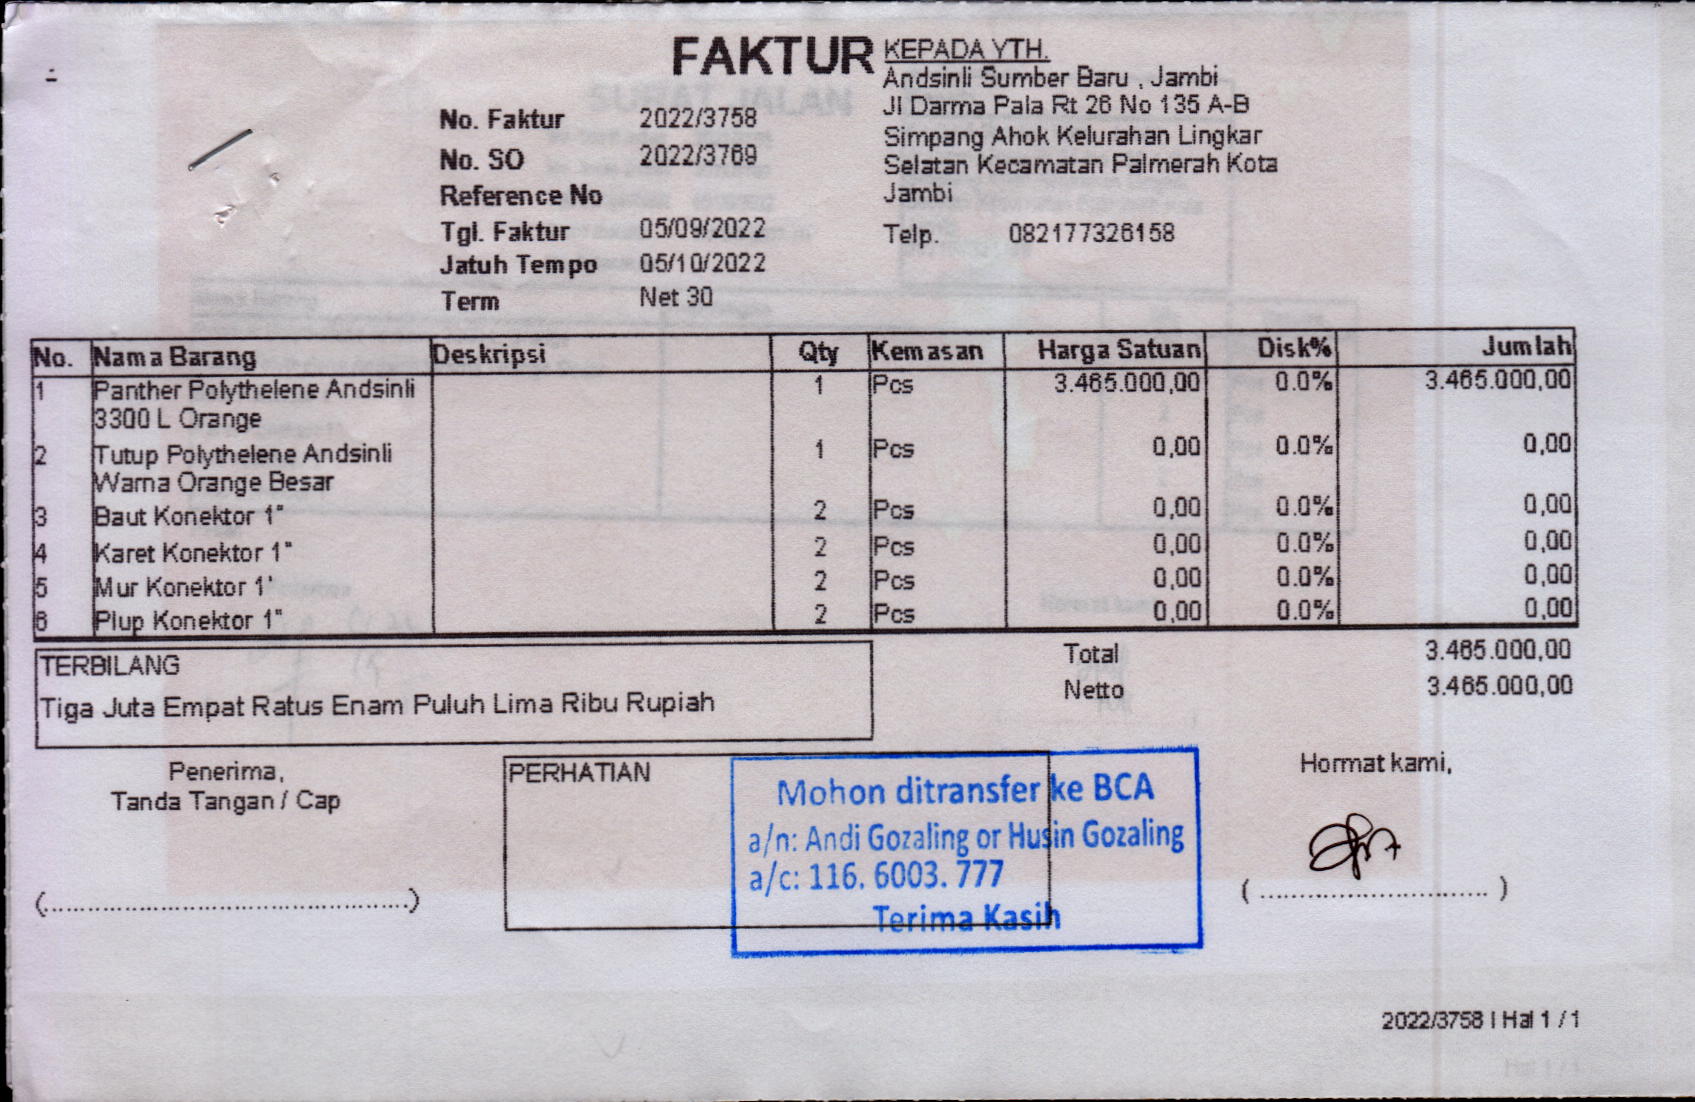 FAKTUR
KEPADA YTH.
Andsinli Sumber Baru , Jambi
Jl Darma Pala Rt 26 No 135 A-B
Simpang Ahok Kelurahan Lingkar
Selatan Kecamatan Palmerah Kota
Jambi
Telp. 082177326158
No. Faktur 2022/3758
No. SO 2022/3769
Reference No
Tgl. Faktur 05/09/2022
Jatuh Tempo 05/10/2022
Term Net 30
No. Nama Barang Deskripsi Qty Kemasan Harga Satuan Disk% Jumlah
1 Panther Polythelene Andsinli 1 Pcs 3.465.000,00 0.0% 3.465.000,00
3300 L Orange
2 Tutup Polythelene Andsinli 1 Pcs 0,00 0.0% 0,00
Warna Orange Besar
3 Baut Konektor 1" 2 Pcs 0,00 0.0% 0,00
4 Karet Konektor 1" 2 Pcs 0,00 0.0% 0,00
5 Mur Konektor 1' 2 Pcs 0,00 0.0% 0,00
6 Plup Konektor 1" 2 Pcs 0,00 0.0% 0,00
TERBILANG
Tiga Juta Empat Ratus Enam Puluh Lima Ribu Rupiah
Total 3.465.000,00
Netto 3.465.000,00
Penerima,
Tanda Tangan / Cap
(................................................)
PERHATIAN
Mohon ditransfer ke BCA
a/n: Andi Gozaling or Husin Gozaling
a/c: 116. 6003. 777
Terima Kasih
Hormat kami,
( .............................. )
2022/3758 | Hal 1 / 1